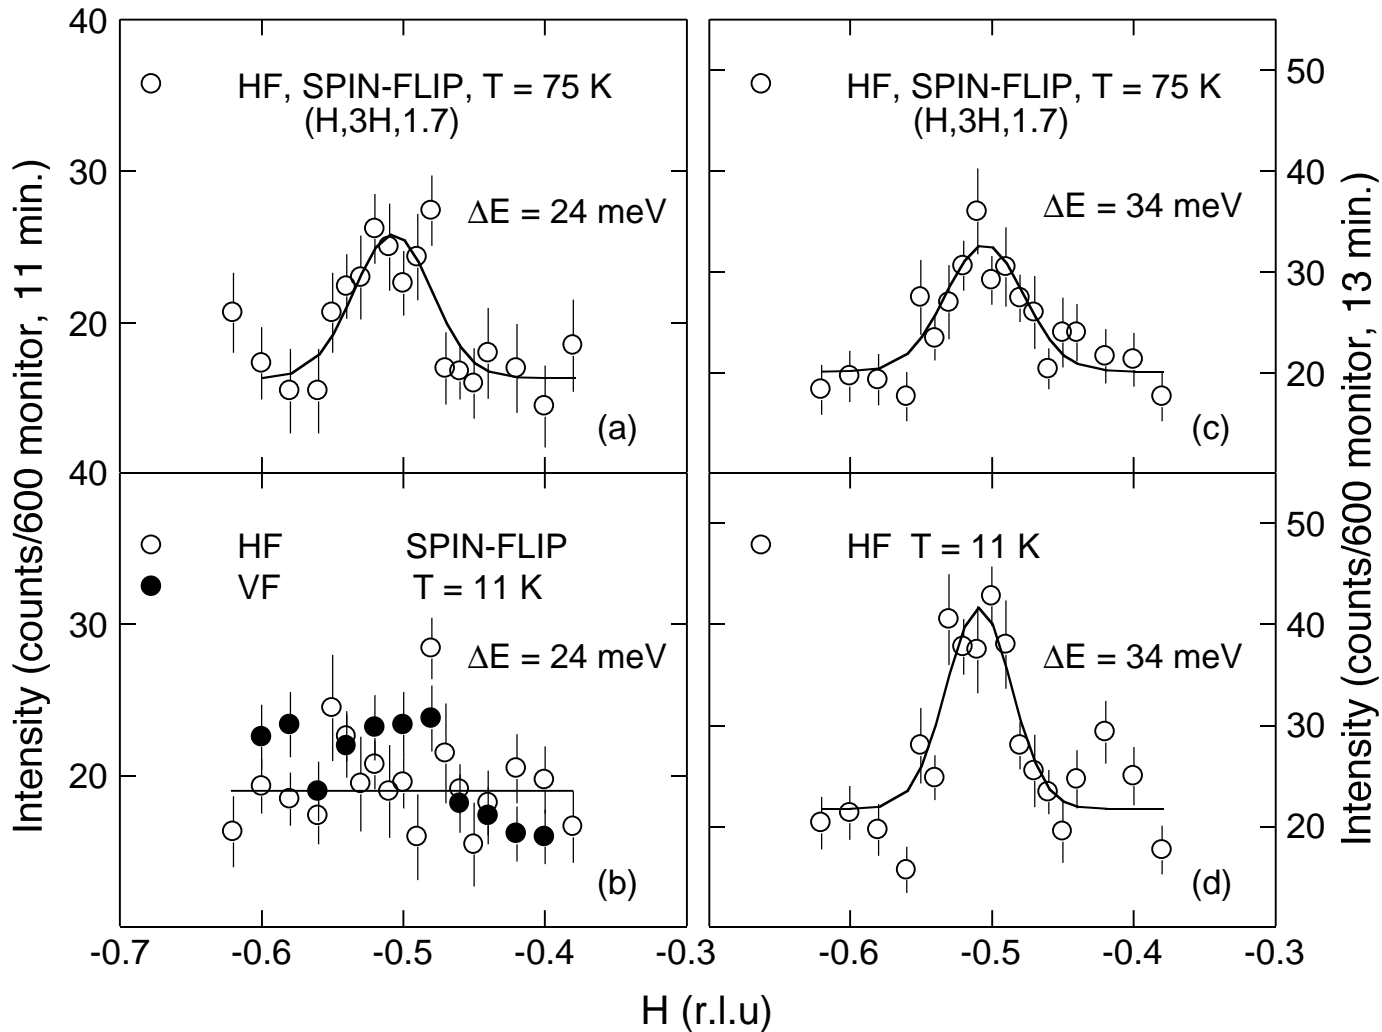 40
30
20
40
30
20
Intensity (counts/600 monitor, 11 min.)
HF, SPIN-FLIP, T = 75 K
(H,3H,1.7)
ΔE = 24 meV
(a)
HF SPIN-FLIP
VF T = 11 K
ΔE = 24 meV
(b)
HF, SPIN-FLIP, T = 75 K
(H,3H,1.7)
ΔE = 34 meV
(c)
HF T = 11 K
ΔE = 34 meV
(d)
50
40
30
20
50
40
30
20
Intensity (counts/600 monitor, 13 min.)
-0.7 -0.6 -0.5 -0.4 -0.3 -0.6 -0.5 -0.4 -0.3
H (r.l.u)